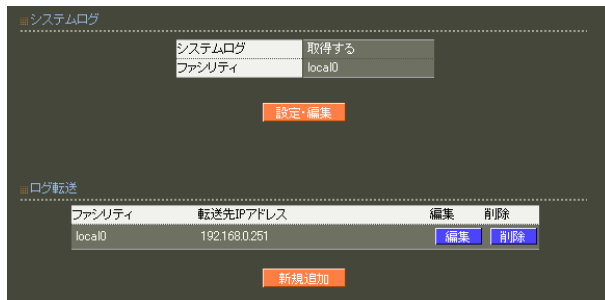 システムログ
システムログ 取得する
ファシリティ local0
設定・編集
ログ転送
ファシリティ 転送先IPアドレス 編集 削除
local0 192.168.0.251 編集 削除
新規追加